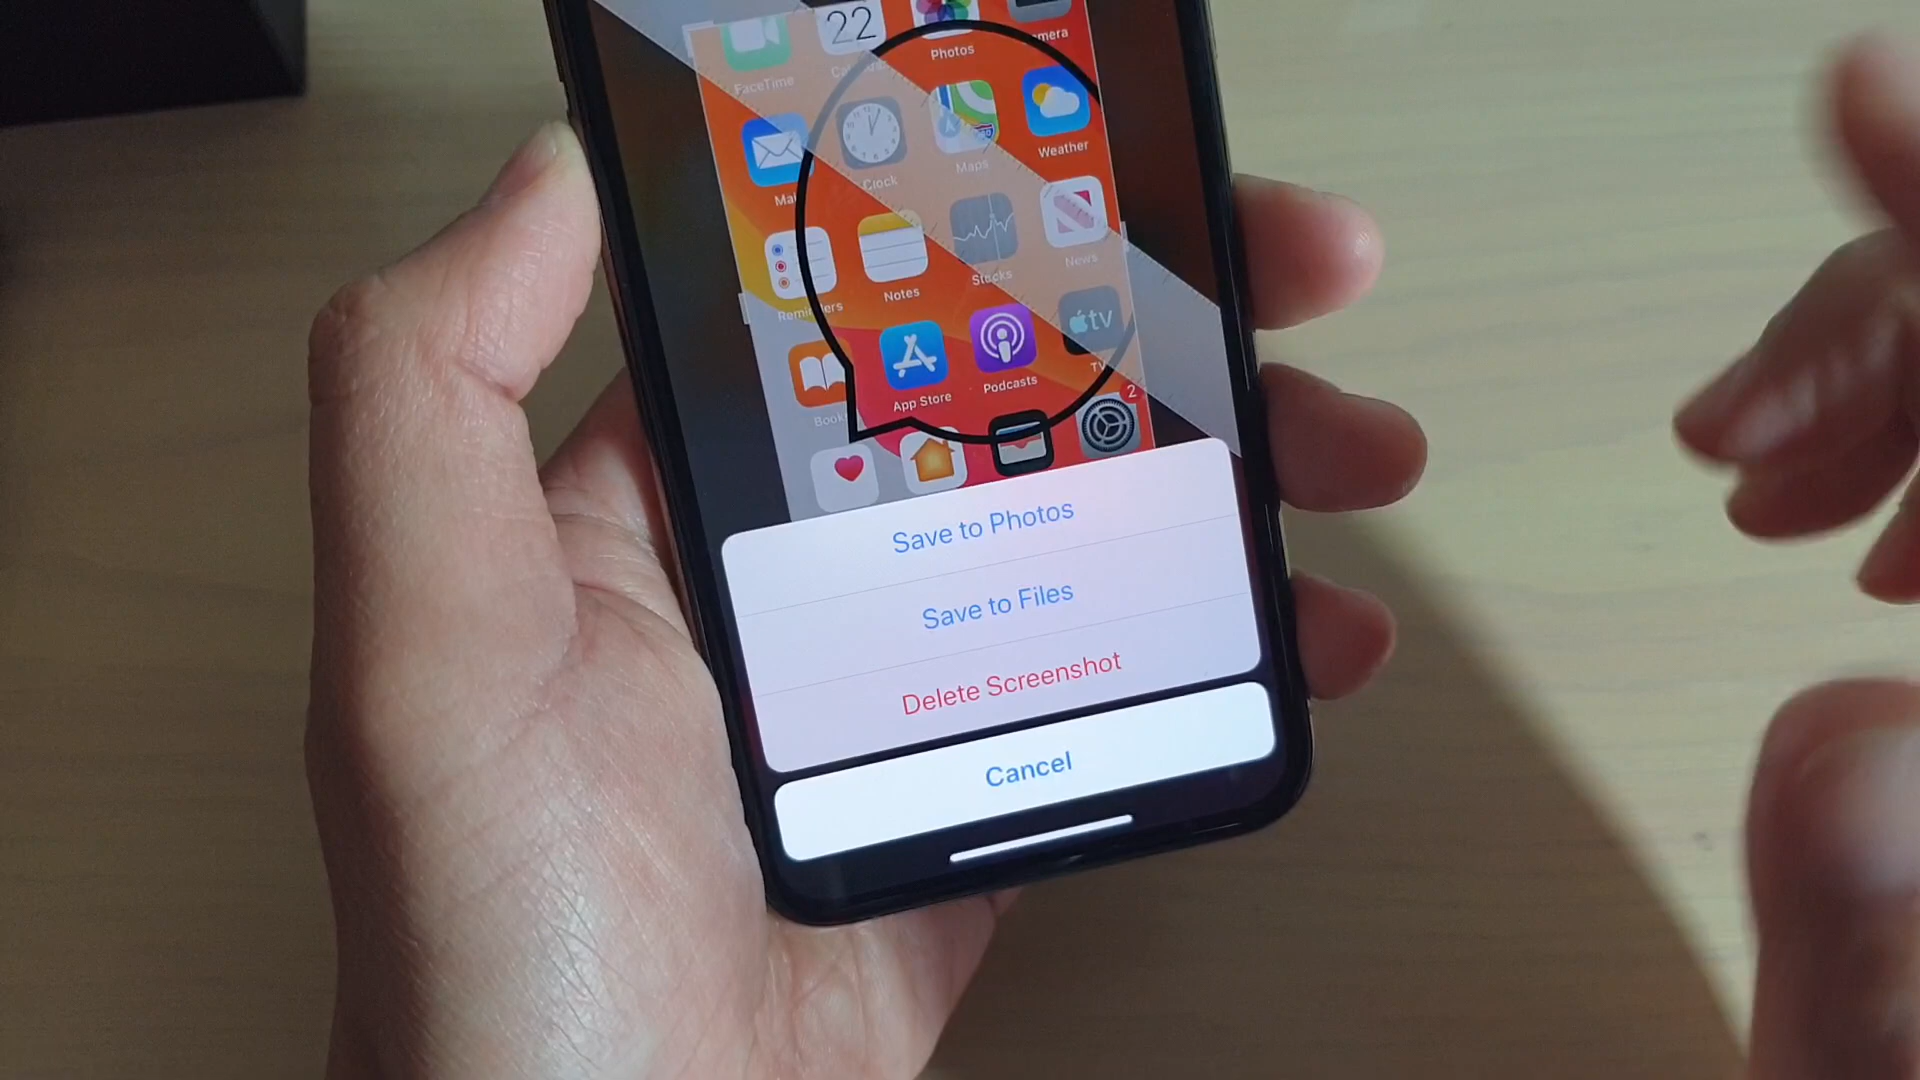 22
Photos
FaceTime
Weather
Maps
Clock
News
Stocks
Notes
tv
TV
Podcasts
App Store
2
Save to Photos
Save to Files
Delete Screenshot
Cancel